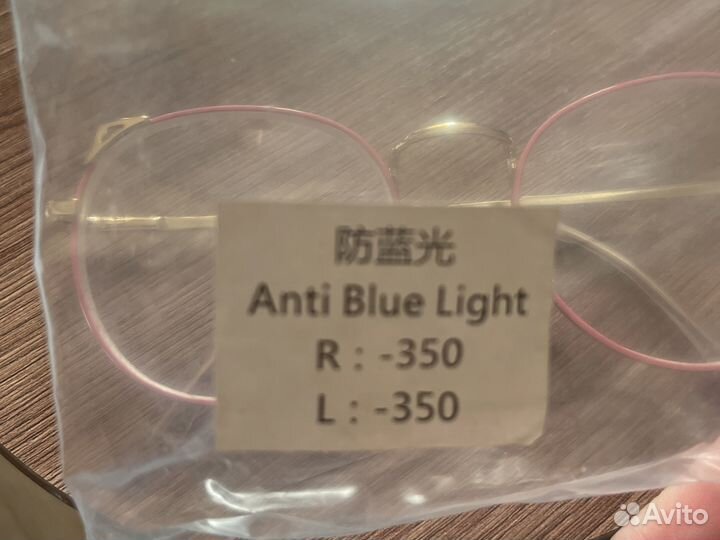 防蓝光
Anti Blue Light
R : -350
L : -350
Avito